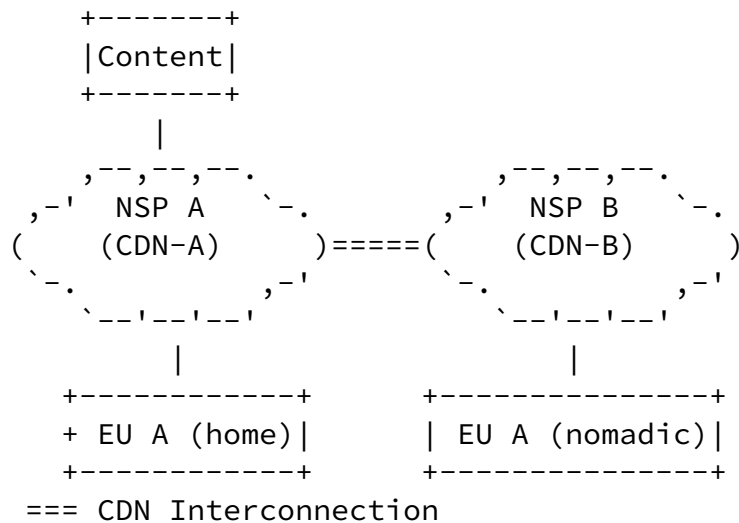 +-------+
|Content|
+-------+
|
,--,--,--. ,--,--,--.
,-' NSP A `-. ,-' NSP B `-.
( (CDN-A) )=====( (CDN-B) )
`-. ,-' `-. ,-'
`--'--'--' `--'--'--'
| |
+------------+ +---------------+
+ EU A (home)| | EU A (nomadic)|
+------------+ +---------------+
=== CDN Interconnection